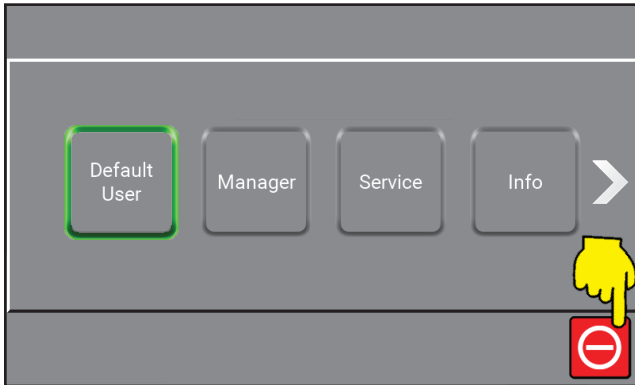 Default
User
Manager
Service
Info